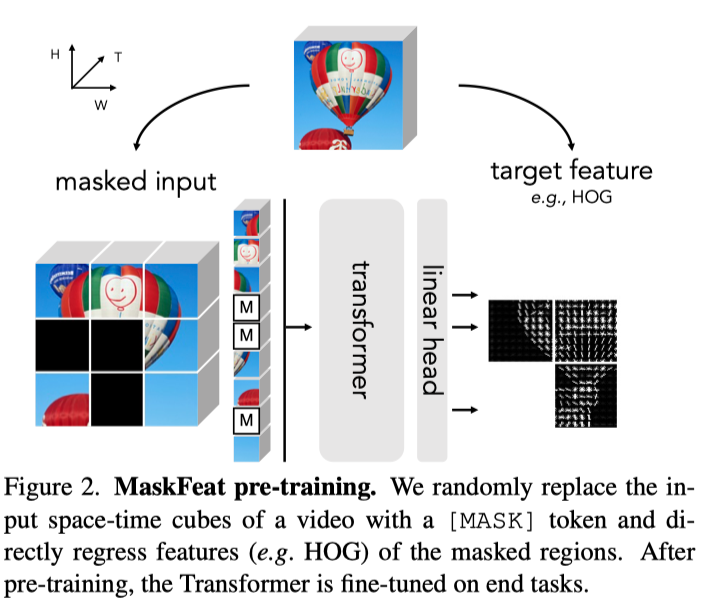 H
T
W
masked input
target feature
e.g., HOG
M
M
M
transformer
linear head
Figure 2. MaskFeat pre-training. We randomly replace the in-
put space-time cubes of a video with a [MASK] token and di-
rectly regress features (e.g. HOG) of the masked regions. After
pre-training, the Transformer is fine-tuned on end tasks.